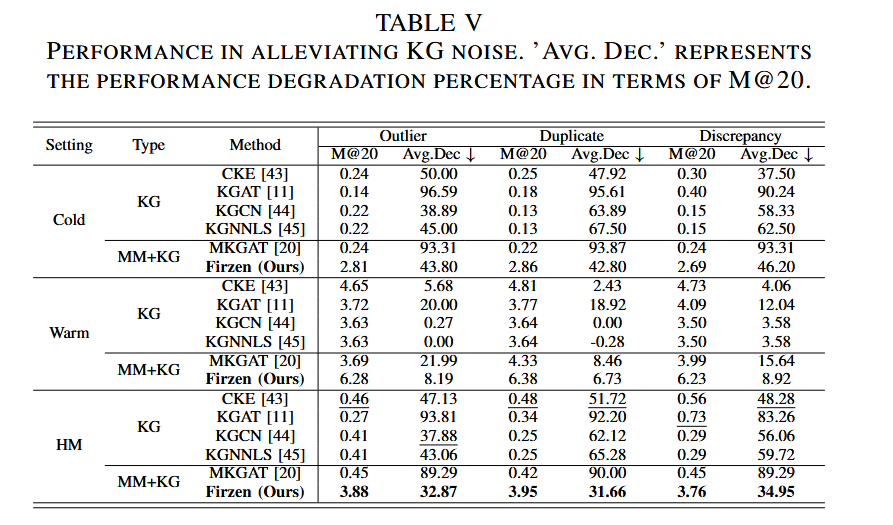 TABLE V
PERFORMANCE IN ALLEVIATING KG NOISE. 'AVG. DEC.' REPRESENTS
THE PERFORMANCE DEGRADATION PERCENTAGE IN TERMS OF M@20.
Setting Type Method Outlier Duplicate Discrepancy
M@20 Avg.Dec ↓ M@20 Avg.Dec ↓ M@20 Avg.Dec ↓
Cold KG CKE [43] 0.24 50.00 0.25 47.92 0.30 37.50
KGAT [11] 0.14 96.59 0.18 95.61 0.40 90.24
KGCN [44] 0.22 38.89 0.13 63.89 0.15 58.33
KGNNLS [45] 0.22 45.00 0.13 67.50 0.15 62.50
MM+KG MKGAT [20] 0.24 93.31 0.22 93.87 0.24 93.31
Firzen (Ours) 2.81 43.80 2.86 42.80 2.69 46.20
Warm KG CKE [43] 4.65 5.68 4.81 2.43 4.73 4.06
KGAT [11] 3.72 20.00 3.77 18.92 4.09 12.04
KGCN [44] 3.63 0.27 3.64 0.00 3.50 3.58
KGNNLS [45] 3.63 0.00 3.64 -0.28 3.50 3.58
MM+KG MKGAT [20] 3.69 21.99 4.33 8.46 3.99 15.64
Firzen (Ours) 6.28 8.19 6.38 6.73 6.23 8.92
HM KG CKE [43] 0.46 47.13 0.48 51.72 0.56 48.28
KGAT [11] 0.27 93.81 0.34 92.20 0.73 83.26
KGCN [44] 0.41 37.88 0.25 62.12 0.29 56.06
KGNNLS [45] 0.41 43.06 0.25 65.28 0.29 59.72
MM+KG MKGAT [20] 0.45 89.29 0.42 90.00 0.45 89.29
Firzen (Ours) 3.88 32.87 3.95 31.66 3.76 34.95